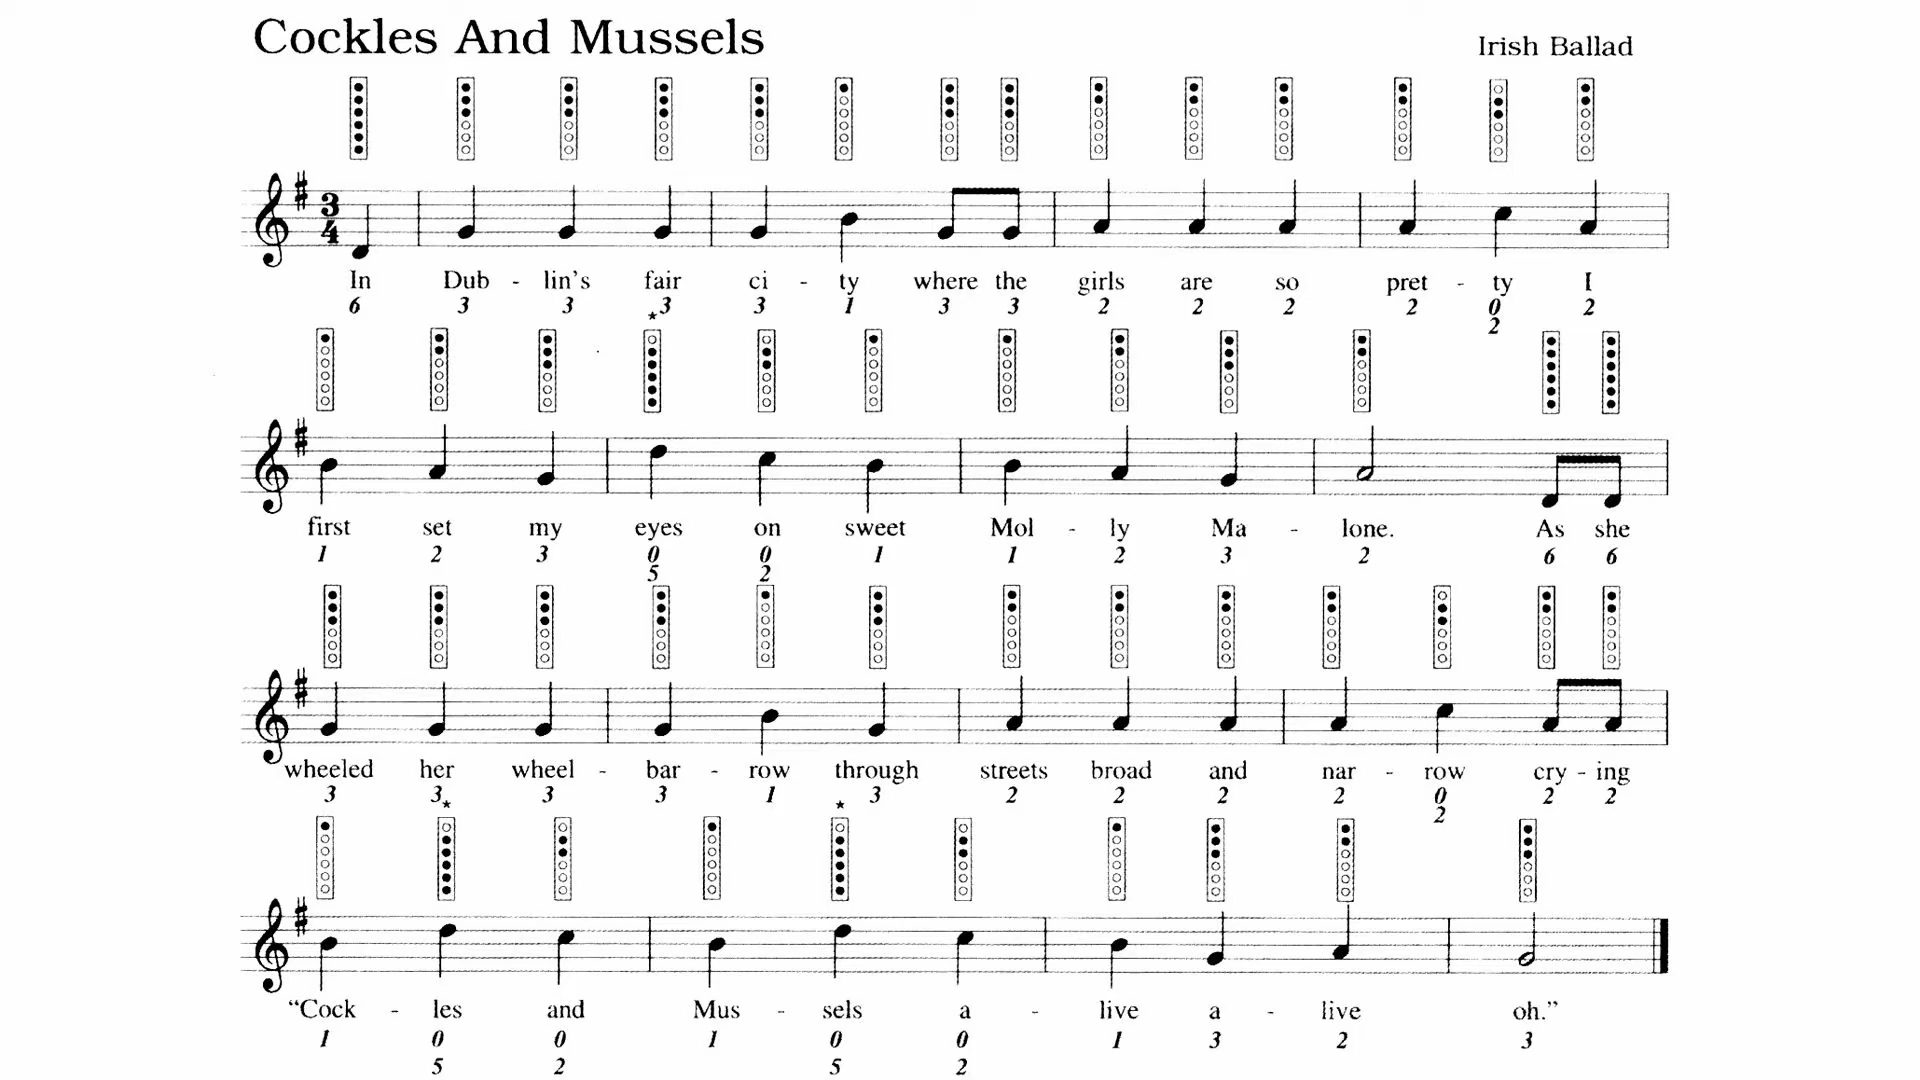 Cockles And Mussels
Irish Ballad
3
4
In Dub - lin's fair ci - ty where the girls are so pret - ty I
6 3 3 3 3 1 3 3 2 2 2 2 0 2
*
2
first set my eyes on sweet Mol - ly Ma - lone. As she
1 2 3 0 0 1 1 2 3 2 6 6
5 2
wheeled her wheel - bar - row through streets broad and nar - row cry - ing
3 3 3 3 1 3 2 2 2 2 0 2 2
* *
2
“Cock - les and Mus - sels a - live a - live oh.”
1 0 0 1 0 0 1 3 2 3
5 2 5 2